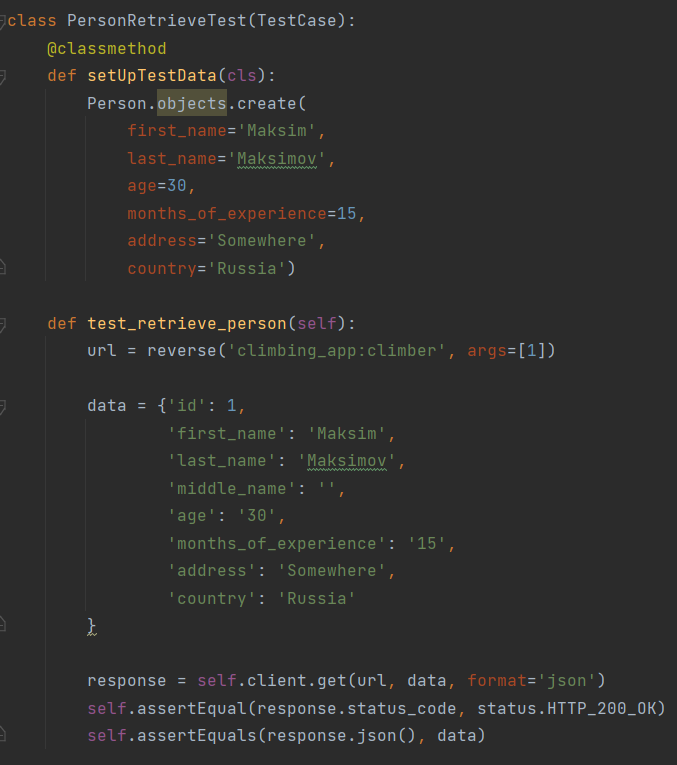 class PersonRetrieveTest(TestCase):
    @classmethod
    def setUpTestData(cls):
        Person.objects.create(
            first_name='Maksim',
            last_name='Maksimov',
            age=30,
            months_of_experience=15,
            address='Somewhere',
            country='Russia')

    def test_retrieve_person(self):
        url = reverse('climbing_app:climber', args=[1])

        data = {'id': 1,
                'first_name': 'Maksim',
                'last_name': 'Maksimov',
                'middle_name': '',
                'age': '30',
                'months_of_experience': '15',
                'address': 'Somewhere',
                'country': 'Russia'
        }

        response = self.client.get(url, data, format='json')
        self.assertEqual(response.status_code, status.HTTP_200_OK)
        self.assertEquals(response.json(), data)